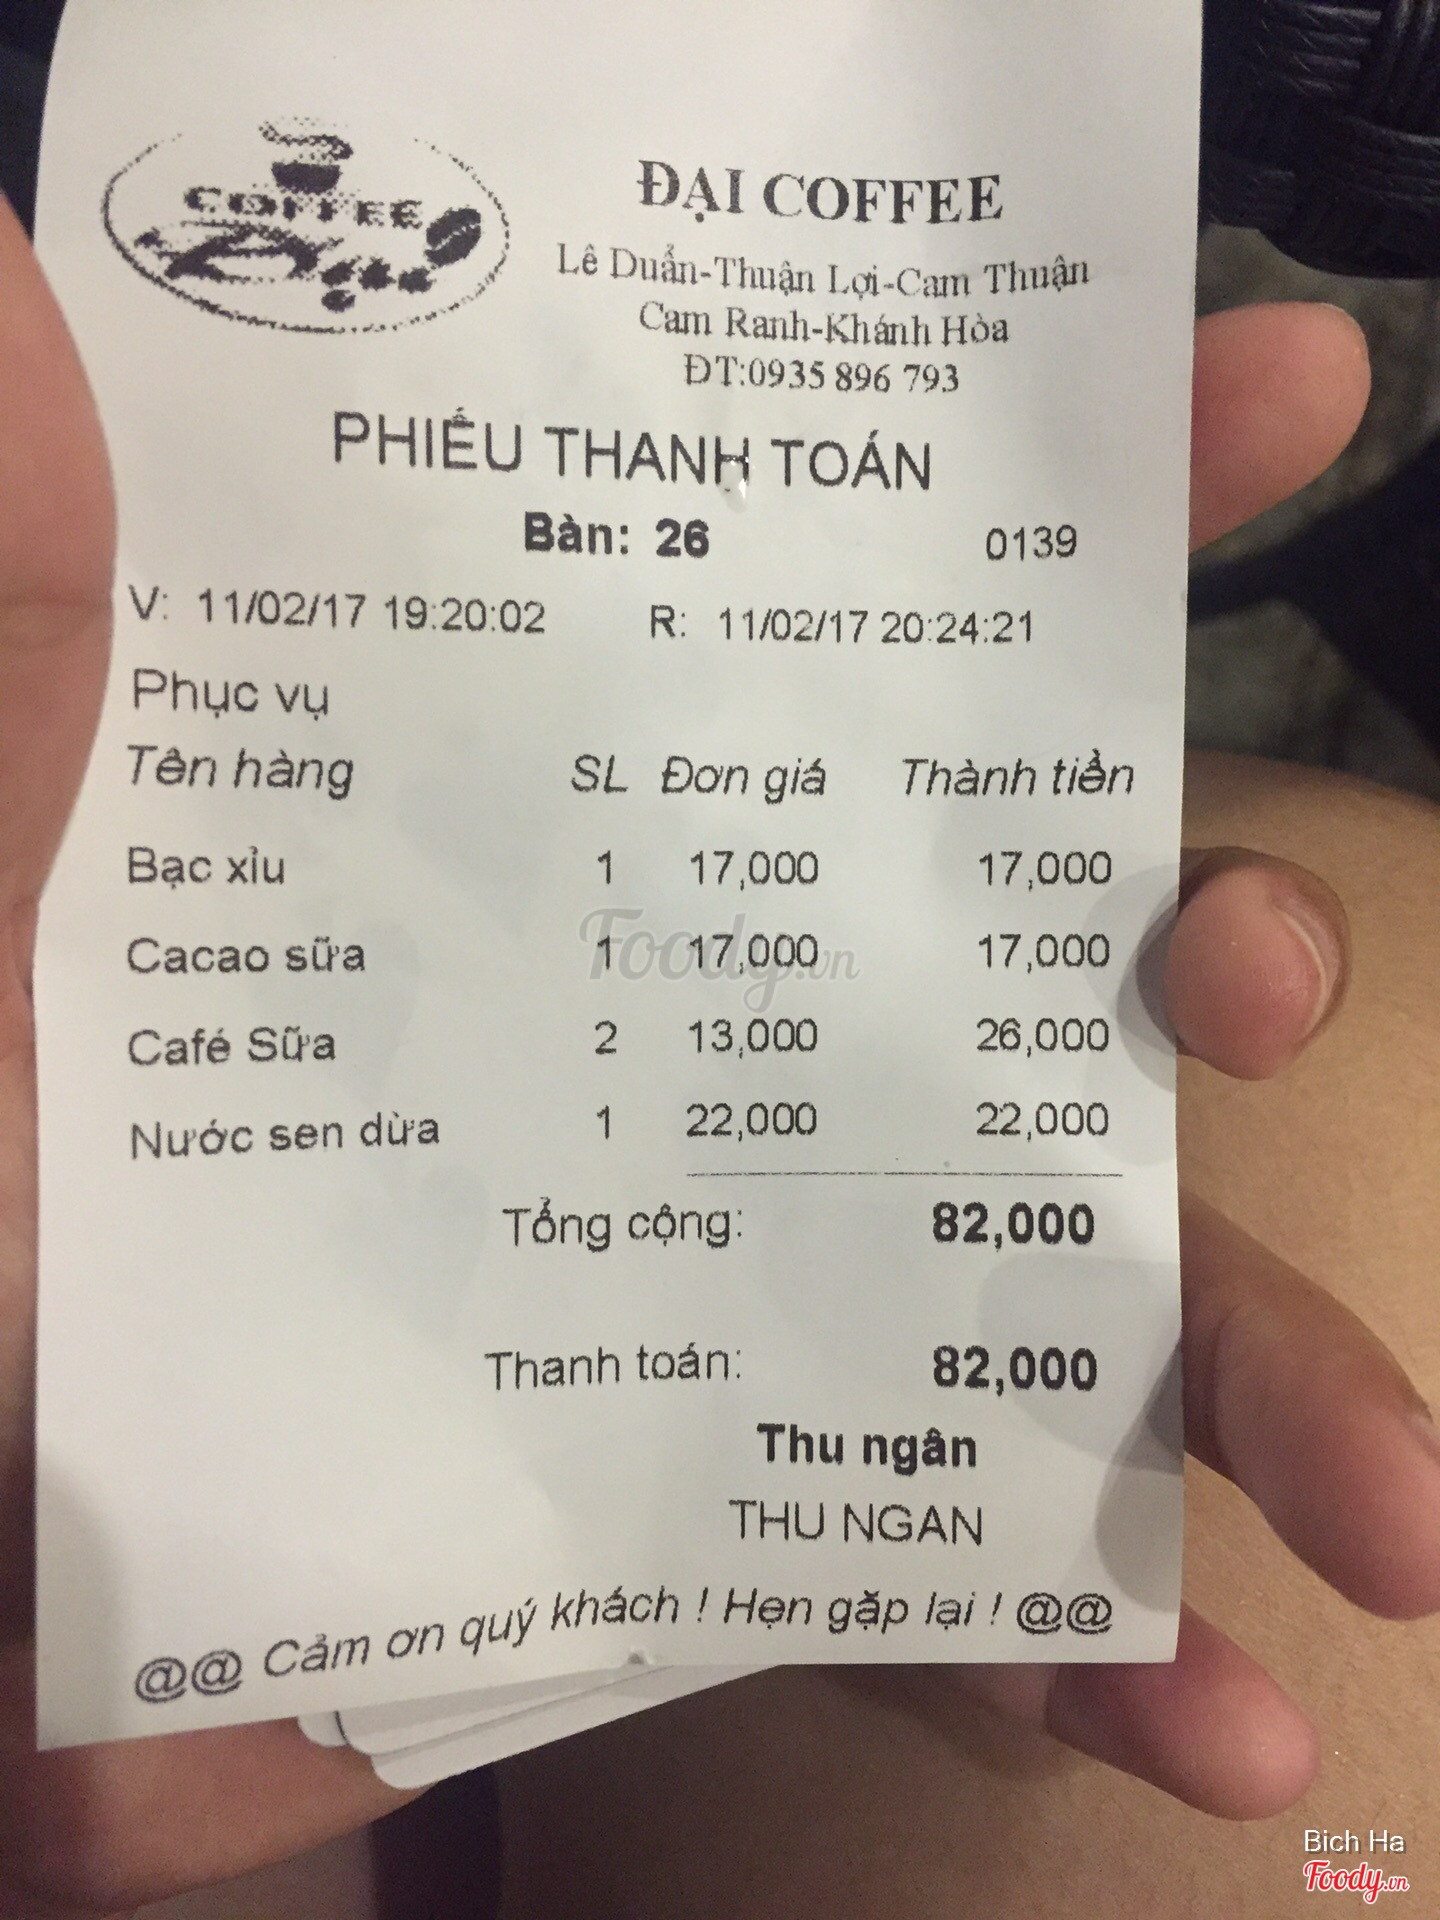 COFFEE
ĐẠI COFFEE
Lê Duẩn-Thuận Lợi-Cam Thuận
Cam Ranh-Khánh Hòa
ĐT:0935 896 793
PHIẾU THANH TOÁN
Bàn: 26 0139
V: 11/02/17 19:20:02 R: 11/02/17 20:24:21
Phục vụ
Tên hàng SL Đơn giá Thành tiền
Bạc xỉu 1 17,000 17,000
Cacao sữa 1 17,000 17,000
Foody.vn
Café Sữa 2 13,000 26,000
Nước sen dừa 1 22,000 22,000
Tổng cộng: 82,000
Thanh toán: 82,000
Thu ngân
THU NGAN
@@ Cảm ơn quý khách ! Hẹn gặp lại ! @@
Bich Ha
Foody.vn